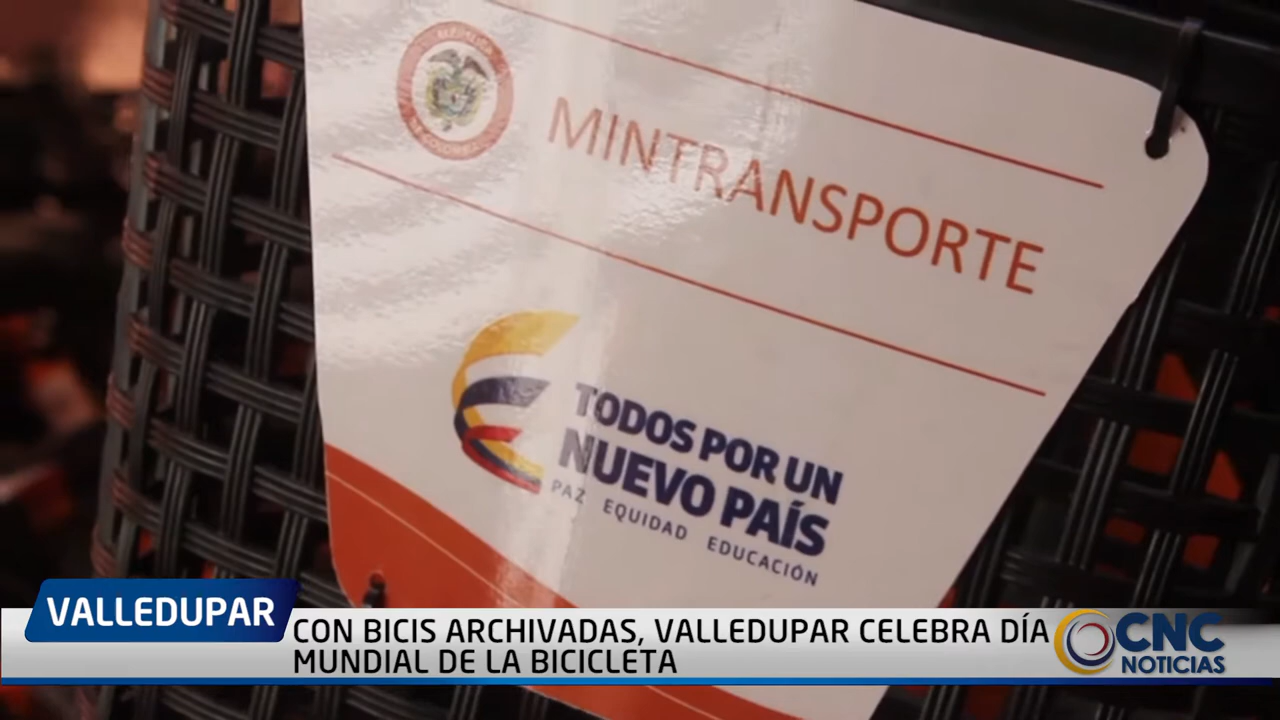 MINTRANSPORTE
TODOS POR UN
NUEVO PAÍS
PAZ EQUIDAD EDUCACIÓN
VALLEDUPAR
CON BICIS ARCHIVADAS, VALLEDUPAR CELEBRA DÍA
MUNDIAL DE LA BICICLETA
CNC
NOTICIAS